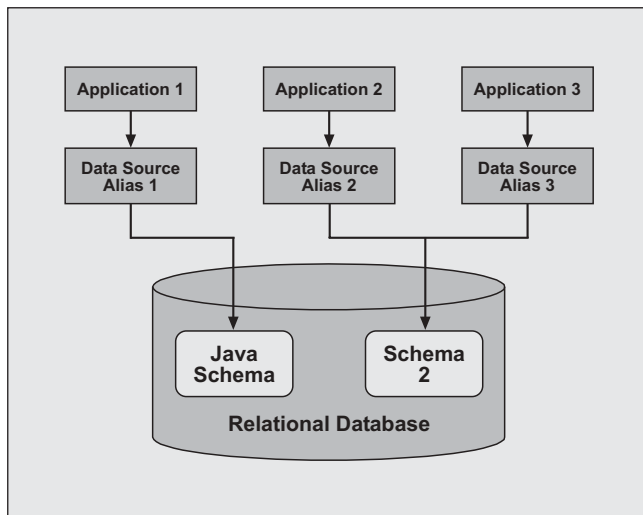 Application 1
Application 2
Application 3
Data Source
Alias 1
Data Source
Alias 2
Data Source
Alias 3
Java
Schema
Schema
2
Relational Database